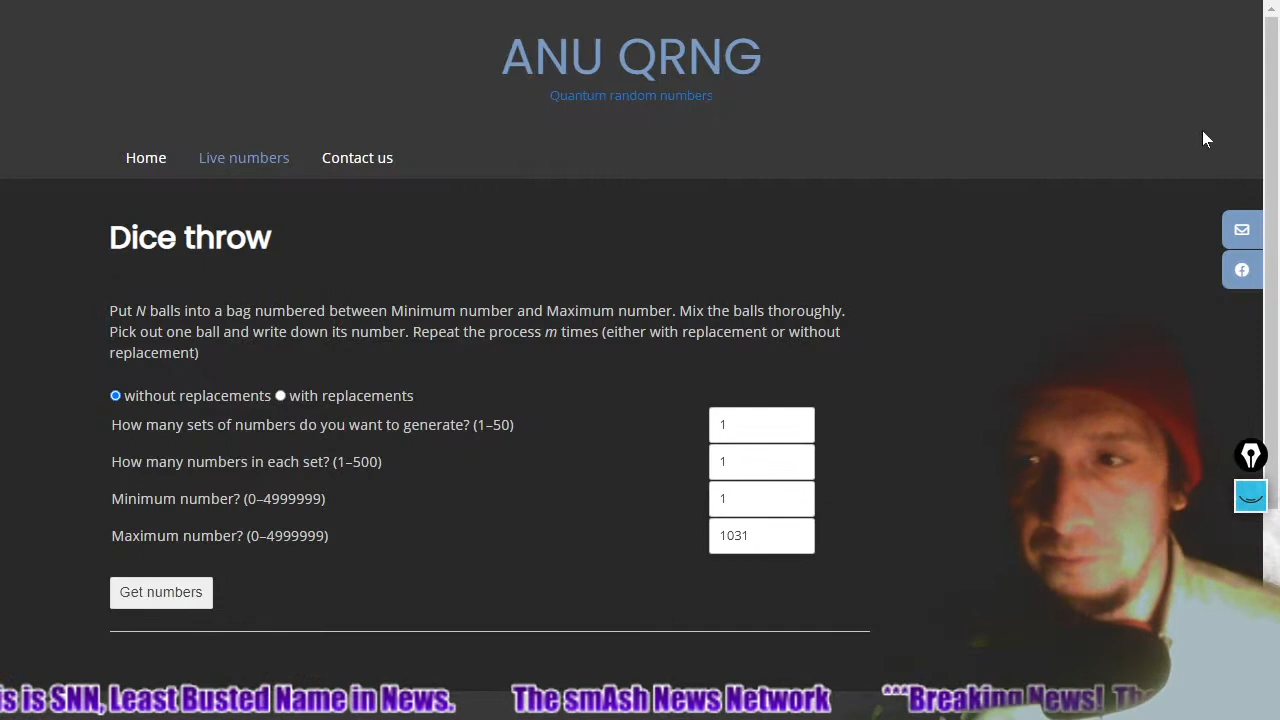 ANU QRNG
Quantum random numbers
Home
Live numbers
Contact us
Dice throw
Put N balls into a bag numbered between Minimum number and Maximum number. Mix the balls thoroughly.
Pick out one ball and write down its number. Repeat the process m times (either with replacement or without
replacement)
without replacements with replacements
How many sets of numbers do you want to generate? (1–50) 1
How many numbers in each set? (1–500) 1
Minimum number? (0–4999999) 1
Maximum number? (0–4999999) 1031
Get numbers
is is SNN, Least Busted Name in News. The smAsh News Network ***Breaking News!